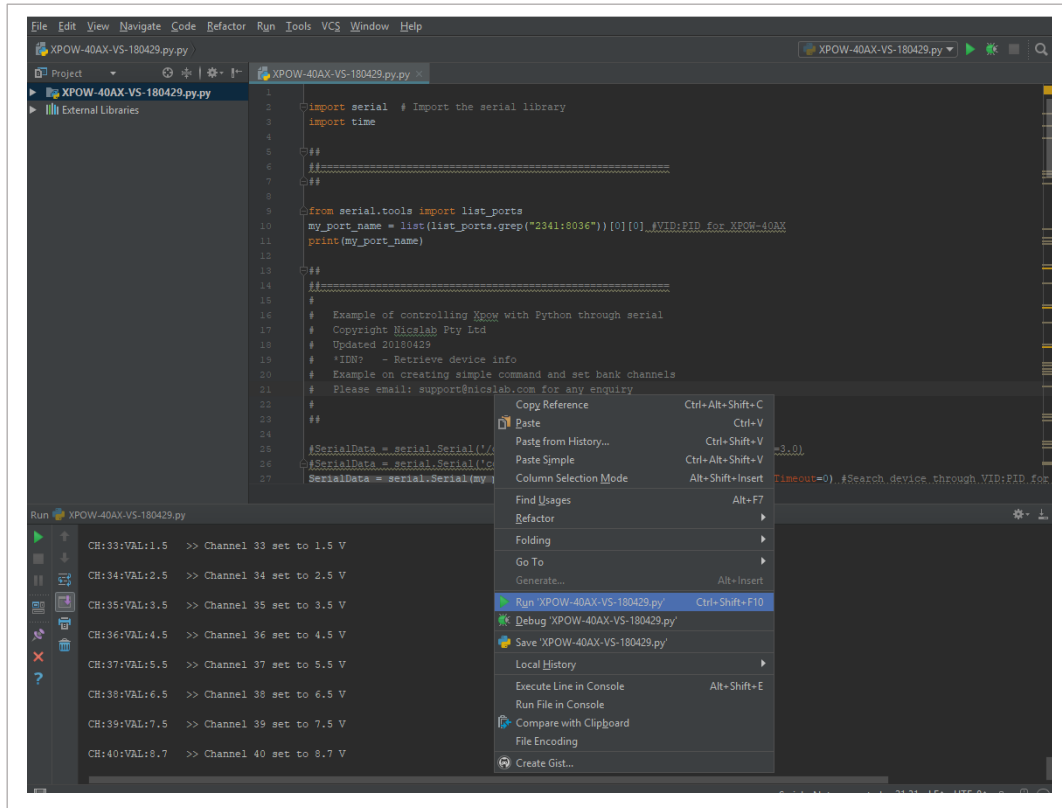 File Edit View Navigate Code Refactor Run Tools VCS Window Help
XPOW-40AX-VS-180429.py.py
XPOW-40AX-VS-180429.py
Project
XPOW-40AX-VS-180429.py.py
XPOW-40AX-VS-180429.py.py
External Libraries
1
2 import serial # Import the serial library
3 import time
4
5 ##
6 ##=========================================================
7 ##
8
9 from serial.tools import list_ports
10 my_port_name = list(list_ports.grep("2341:8036"))[0][0] #VID:PID for XPOW-40AX
11 print(my_port_name)
12
13 ##
14 ##=========================================================
15 #
16 # Example of controlling Xpow with Python through serial
17 # Copyright Nicslab Pty Ltd
18 # Updated 20180429
19 # *IDN? - Retrieve device info
20 # Example on creating simple command and set bank channels
21 # Please email: support@nicslab.com for any enquiry
22 #
23 ##
24
25 #SerialData = serial.Serial('/ =3.0)
26 #SerialData = serial.Serial('c
27 SerialData = serial.Serial(my Timeout=0) #Search device through VID:PID for
Copy Reference Ctrl+Alt+Shift+C
Paste Ctrl+V
Paste from History... Ctrl+Shift+V
Paste Simple Ctrl+Alt+Shift+V
Column Selection Mode Alt+Shift+Insert
Find Usages Alt+F7
Refactor
Folding
Go To
Generate... Alt+Insert
Run 'XPOW-40AX-VS-180429.py' Ctrl+Shift+F10
Debug 'XPOW-40AX-VS-180429.py'
Save 'XPOW-40AX-VS-180429.py'
Local History
Execute Line in Console Alt+Shift+E
Run File in Console
Compare with Clipboard
File Encoding
Create Gist...
Run XPOW-40AX-VS-180429.py
CH:33:VAL:1.5 >> Channel 33 set to 1.5 V
CH:34:VAL:2.5 >> Channel 34 set to 2.5 V
CH:35:VAL:3.5 >> Channel 35 set to 3.5 V
CH:36:VAL:4.5 >> Channel 36 set to 4.5 V
CH:37:VAL:5.5 >> Channel 37 set to 5.5 V
CH:38:VAL:6.5 >> Channel 38 set to 6.5 V
CH:39:VAL:7.5 >> Channel 39 set to 7.5 V
CH:40:VAL:8.7 >> Channel 40 set to 8.7 V